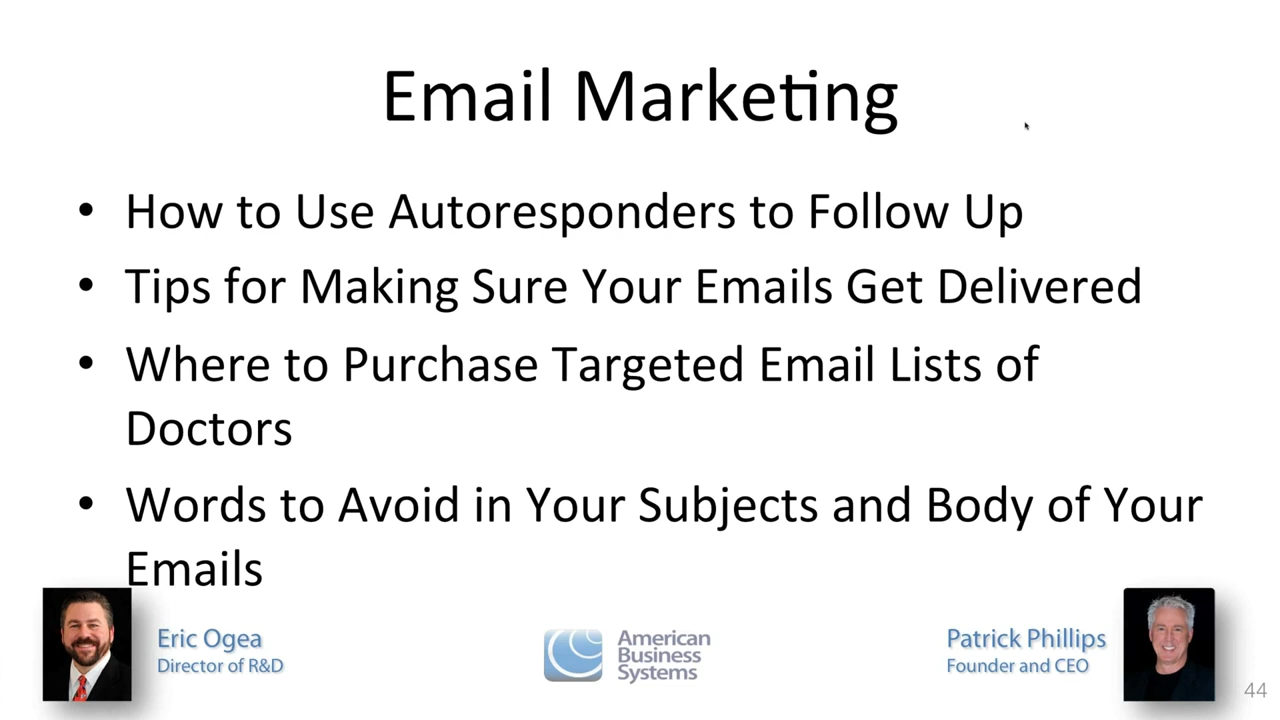 Email Marketing
• How to Use Autoresponders to Follow Up
• Tips for Making Sure Your Emails Get Delivered
• Where to Purchase Targeted Email Lists of
Doctors
• Words to Avoid in Your Subjects and Body of Your
Emails
Eric Ogea
Director of R&D
American
Business
Systems
Patrick Phillips
Founder and CEO
44